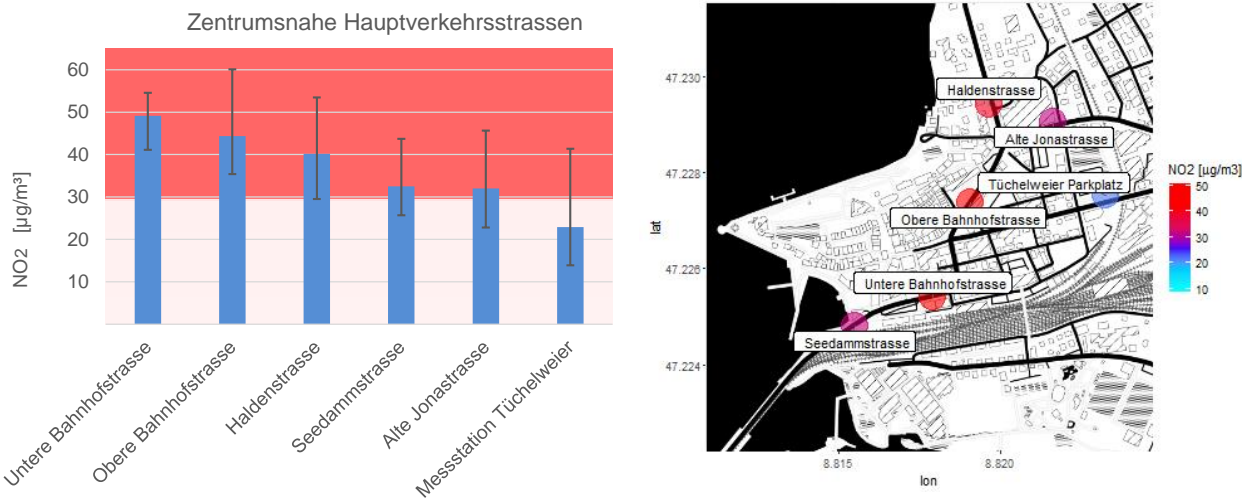 Zentrumsnahe Hauptverkehrsstrassen
60
50
40
30
20
10
NO2 [µg/m³]
Untere Bahnhofstrasse
Obere Bahnhofstrasse
Haldenstrasse
Seedammstrasse
Alte Jonastrasse
Messstation Tüchelweier
47.230
47.228
47.226
47.224
lat
Haldenstrasse
Alte Jonastrasse
Tüchelweier Parkplatz
Obere Bahnhofstrasse
Untere Bahnhofstrasse
Seedammstrasse
8.815
8.820
lon
NO2 [µg/m3]
50
40
30
20
10